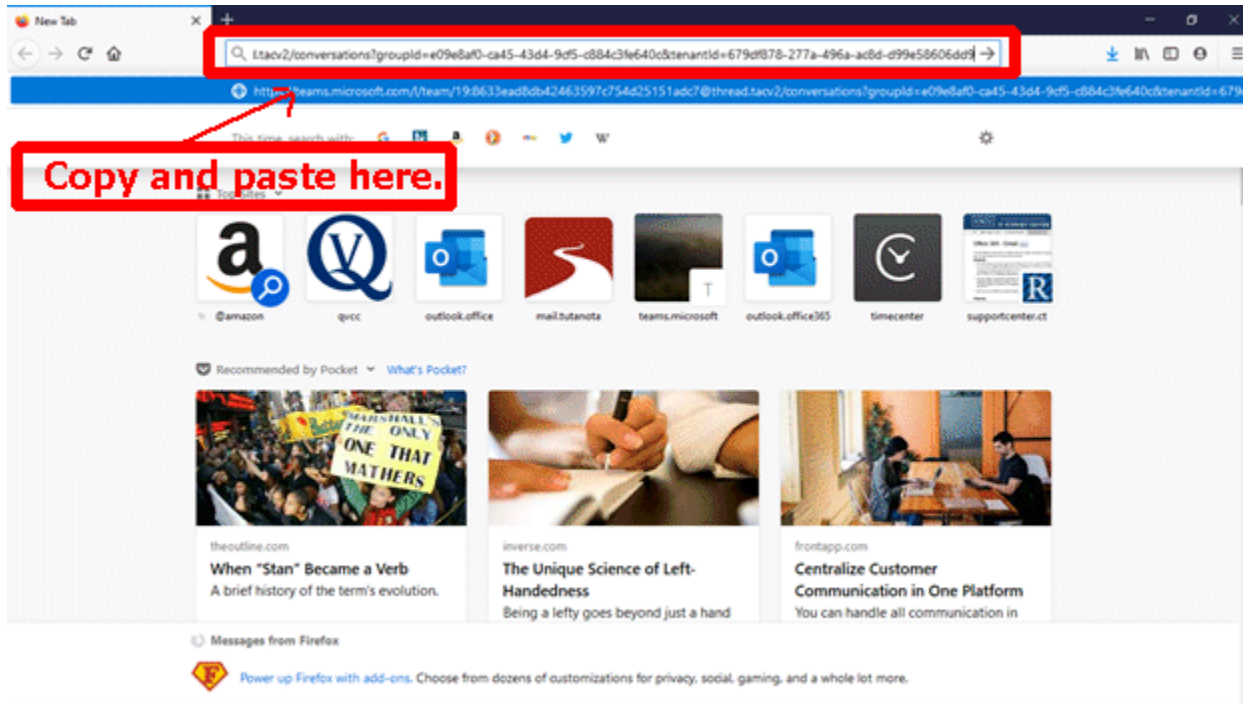 New Tab
l.tacv2/conversations?groupId=e09e8af0-ca45-43d4-9cf5-c884c3fe640c&tenantId=679df878-277a-496a-ac8d-d99e58606dd9
https://teams.microsoft.com/l/team/19:8633ead8db42463597c754d25151adc7@thread.tacv2/conversations?groupId=e09e8af0-ca45-43d4-9cf5-c884c3fe640c&tenantId=679
This time, search with:
Copy and paste here.
Top Sites
@amazon
qvcc
outlook.office
mail.tutanota
teams.microsoft
outlook.office365
timecenter
supportcenter.ct
Recommended by Pocket
What's Pocket?
MARSHALL'S
THE ONLY
ONE THAT
MATHERS
theoutline.com
When "Stan" Became a Verb
A brief history of the term's evolution.
inverse.com
The Unique Science of Left-
Handedness
Being a lefty goes beyond just a hand
frontapp.com
Centralize Customer
Communication in One Platform
You can handle all communication in
Messages from Firefox
Power up Firefox with add-ons. Choose from dozens of customizations for privacy, social, gaming, and a whole lot more.